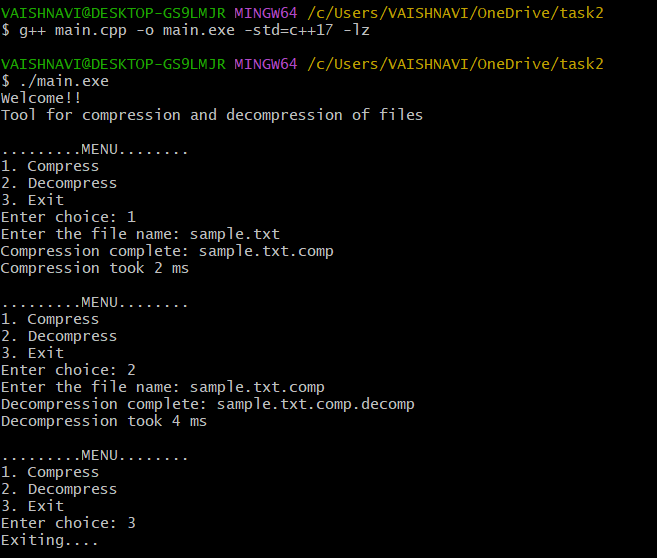 VAISHNAVI@DESKTOP-GS9LMJR MINGW64 /c/Users/VAISHNAVI/OneDrive/task2
$ g++ main.cpp -o main.exe -std=c++17 -lz
VAISHNAVI@DESKTOP-GS9LMJR MINGW64 /c/Users/VAISHNAVI/OneDrive/task2
$ ./main.exe
Welcome!!
Tool for compression and decompression of files
.........MENU........
1. Compress
2. Decompress
3. Exit
Enter choice: 1
Enter the file name: sample.txt
Compression complete: sample.txt.comp
Compression took 2 ms
.........MENU........
1. Compress
2. Decompress
3. Exit
Enter choice: 2
Enter the file name: sample.txt.comp
Decompression complete: sample.txt.comp.decomp
Decompression took 4 ms
.........MENU........
1. Compress
2. Decompress
3. Exit
Enter choice: 3
Exiting....